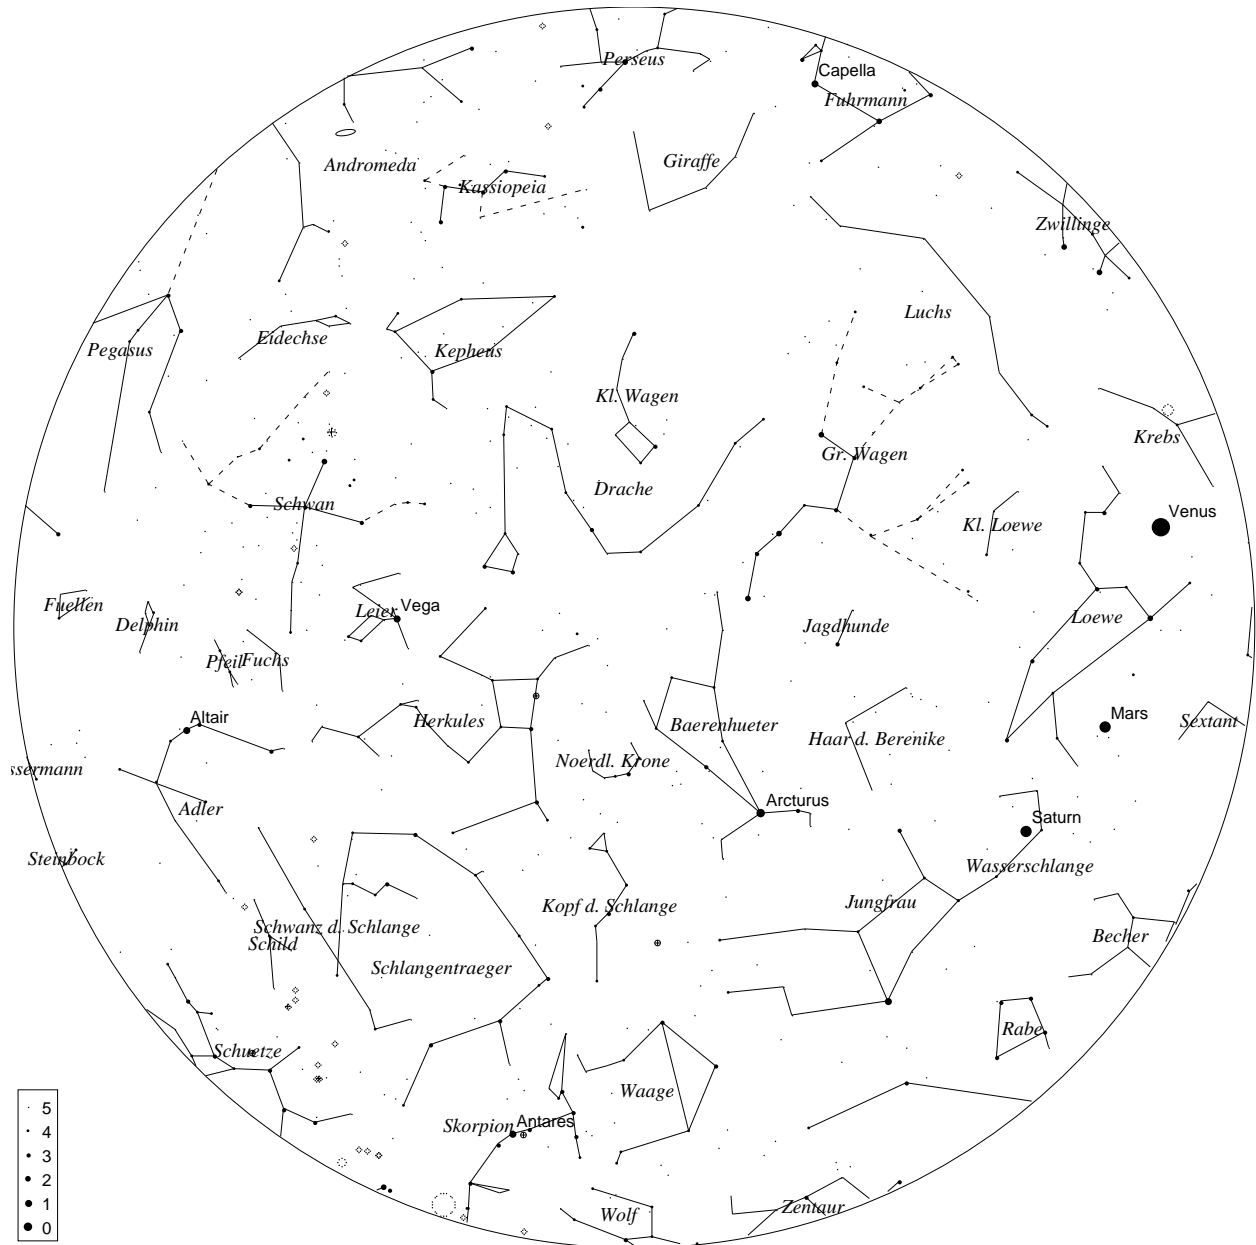 Perseus
Capella
Fuhrmann
Giraffe
Andromeda
Kassiopeia
Zwillinge
Luchs
Eidechse
Pegasus
Kepheus
Kl. Wagen
Krebs
Gr. Wagen
Drache
Schwan
Venus
Kl. Loewe
Fuellen
Leier
Vega
Delphin
Loewe
Jagdhunde
Pfeil
Fuchs
Altair
Herkules
Baerenhueter
Mars
Sextant
Haar d. Berenike
Noerdl. Krone
ssermann
Adler
Arcturus
Saturn
Steinbock
Wasserschlange
Jungfrau
Kopf d. Schlange
Schwanz d. Schlange
Schild
Becher
Schlangentraeger
Rabe
Schuetze
Waage
Skorpion
Antares
5
4
3
2
1
0
Wolf
Zentaur